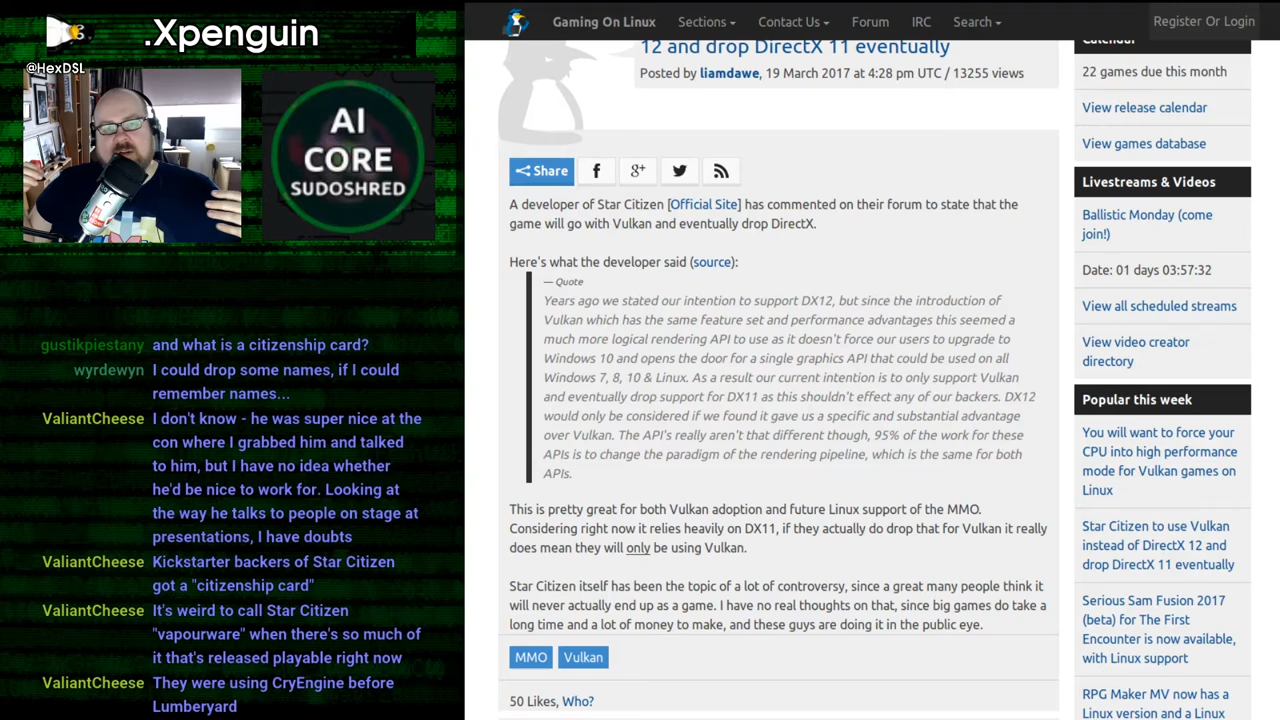 .Xpenguin
@HexDSL
AI
CORE
SUDOSHRED
gustikpiestany and what is a citizenship card?
wyrdewyn I could drop some names, if I could
remember names...
ValiantCheese I don't know - he was super nice at the
con where I grabbed him and talked
to him, but I have no idea whether
he'd be nice to work for. Looking at
the way he talks to people on stage at
presentations, I have doubts
ValiantCheese Kickstarter backers of Star Citizen
got a "citizenship card"
ValiantCheese It's weird to call Star Citizen
"vapourware" when there's so much of
it that's released playable right now
ValiantCheese They were using CryEngine before
Lumberyard
Gaming On Linux Sections Contact Us Forum IRC Search Register Or Login
12 and drop DirectX 11 eventually
Posted by liamdawe, 19 March 2017 at 4:28 pm UTC / 13255 views
Share
A developer of Star Citizen [Official Site] has commented on their forum to state that the
game will go with Vulkan and eventually drop DirectX.
Here's what the developer said (source):
— Quote
Years ago we stated our intention to support DX12, but since the introduction of
Vulkan which has the same feature set and performance advantages this seemed a
much more logical rendering API to use as it doesn't force our users to upgrade to
Windows 10 and opens the door for a single graphics API that could be used on all
Windows 7, 8, 10 & Linux. As a result our current intention is to only support Vulkan
and eventually drop support for DX11 as this shouldn't effect any of our backers. DX12
would only be considered if we found it gave us a specific and substantial advantage
over Vulkan. The API's really aren't that different though, 95% of the work for these
APIs is to change the paradigm of the rendering pipeline, which is the same for both
APIs.
This is pretty great for both Vulkan adoption and future Linux support of the MMO.
Considering right now it relies heavily on DX11, if they actually do drop that for Vulkan it really
does mean they will only be using Vulkan.
Star Citizen itself has been the topic of a lot of controversy, since a great many people think it
will never actually end up as a game. I have no real thoughts on that, since big games do take a
long time and a lot of money to make, and these guys are doing it in the public eye.
MMO Vulkan
50 Likes, Who?
Calendar
22 games due this month
View release calendar
View games database
Livestreams & Videos
Ballistic Monday (come
join!)
Date: 01 days 03:57:32
View all scheduled streams
View video creator
directory
Popular this week
You will want to force your
CPU into high performance
mode for Vulkan games on
Linux
Star Citizen to use Vulkan
instead of DirectX 12 and
drop DirectX 11 eventually
Serious Sam Fusion 2017
(beta) for The First
Encounter is now available,
with Linux support
RPG Maker MV now has a
Linux version and a Linux